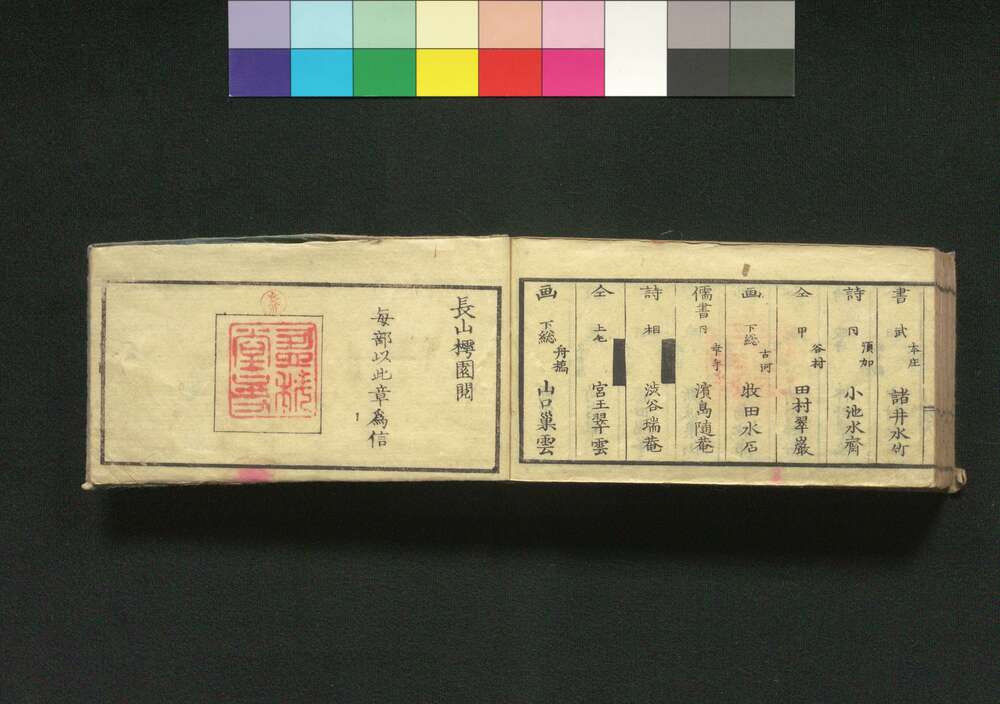 書 武 本庄 諸井水竹
詩 同 須加 小池水齊
仝 甲 谷村 田村翠巖
画 下総 古河 牧田水石
儒書 同 幸手 濱島随菴
詩 相 渋谷瑞菴
仝 上毛 宮王翠雲
画 下総 舟橋 山口巣雲
長山樗園閲
毎部以此章爲信